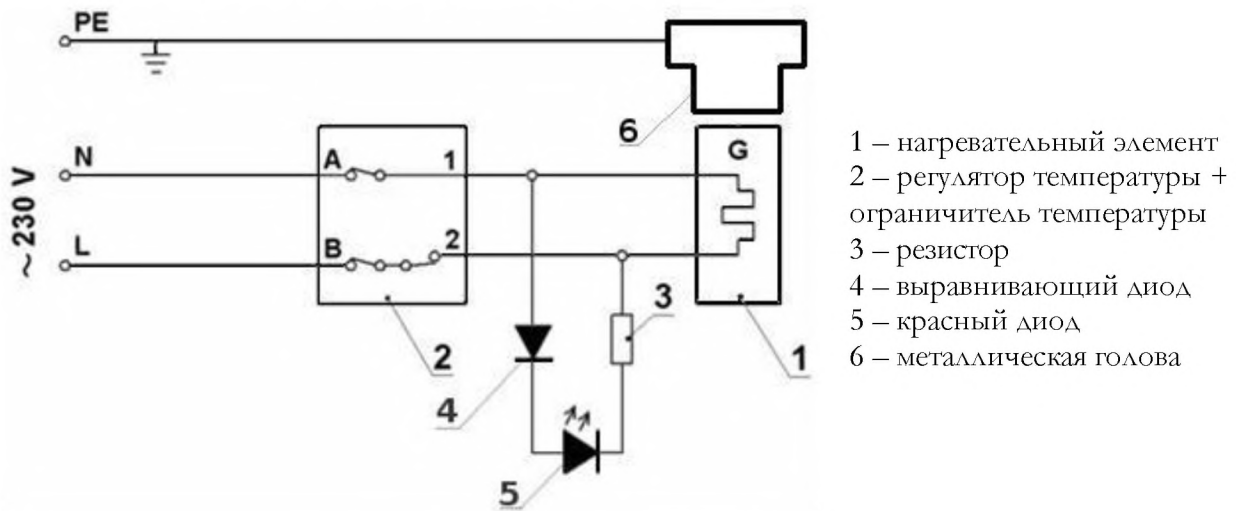 PE
6
~ 230 V
N
A
1
G
L
B
2
3
2
4
1
5
1 – нагревательный элемент
2 – регулятор температуры +
ограничитель температуры
3 – резистор
4 – выравнивающий диод
5 – красный диод
6 – металлическая голова